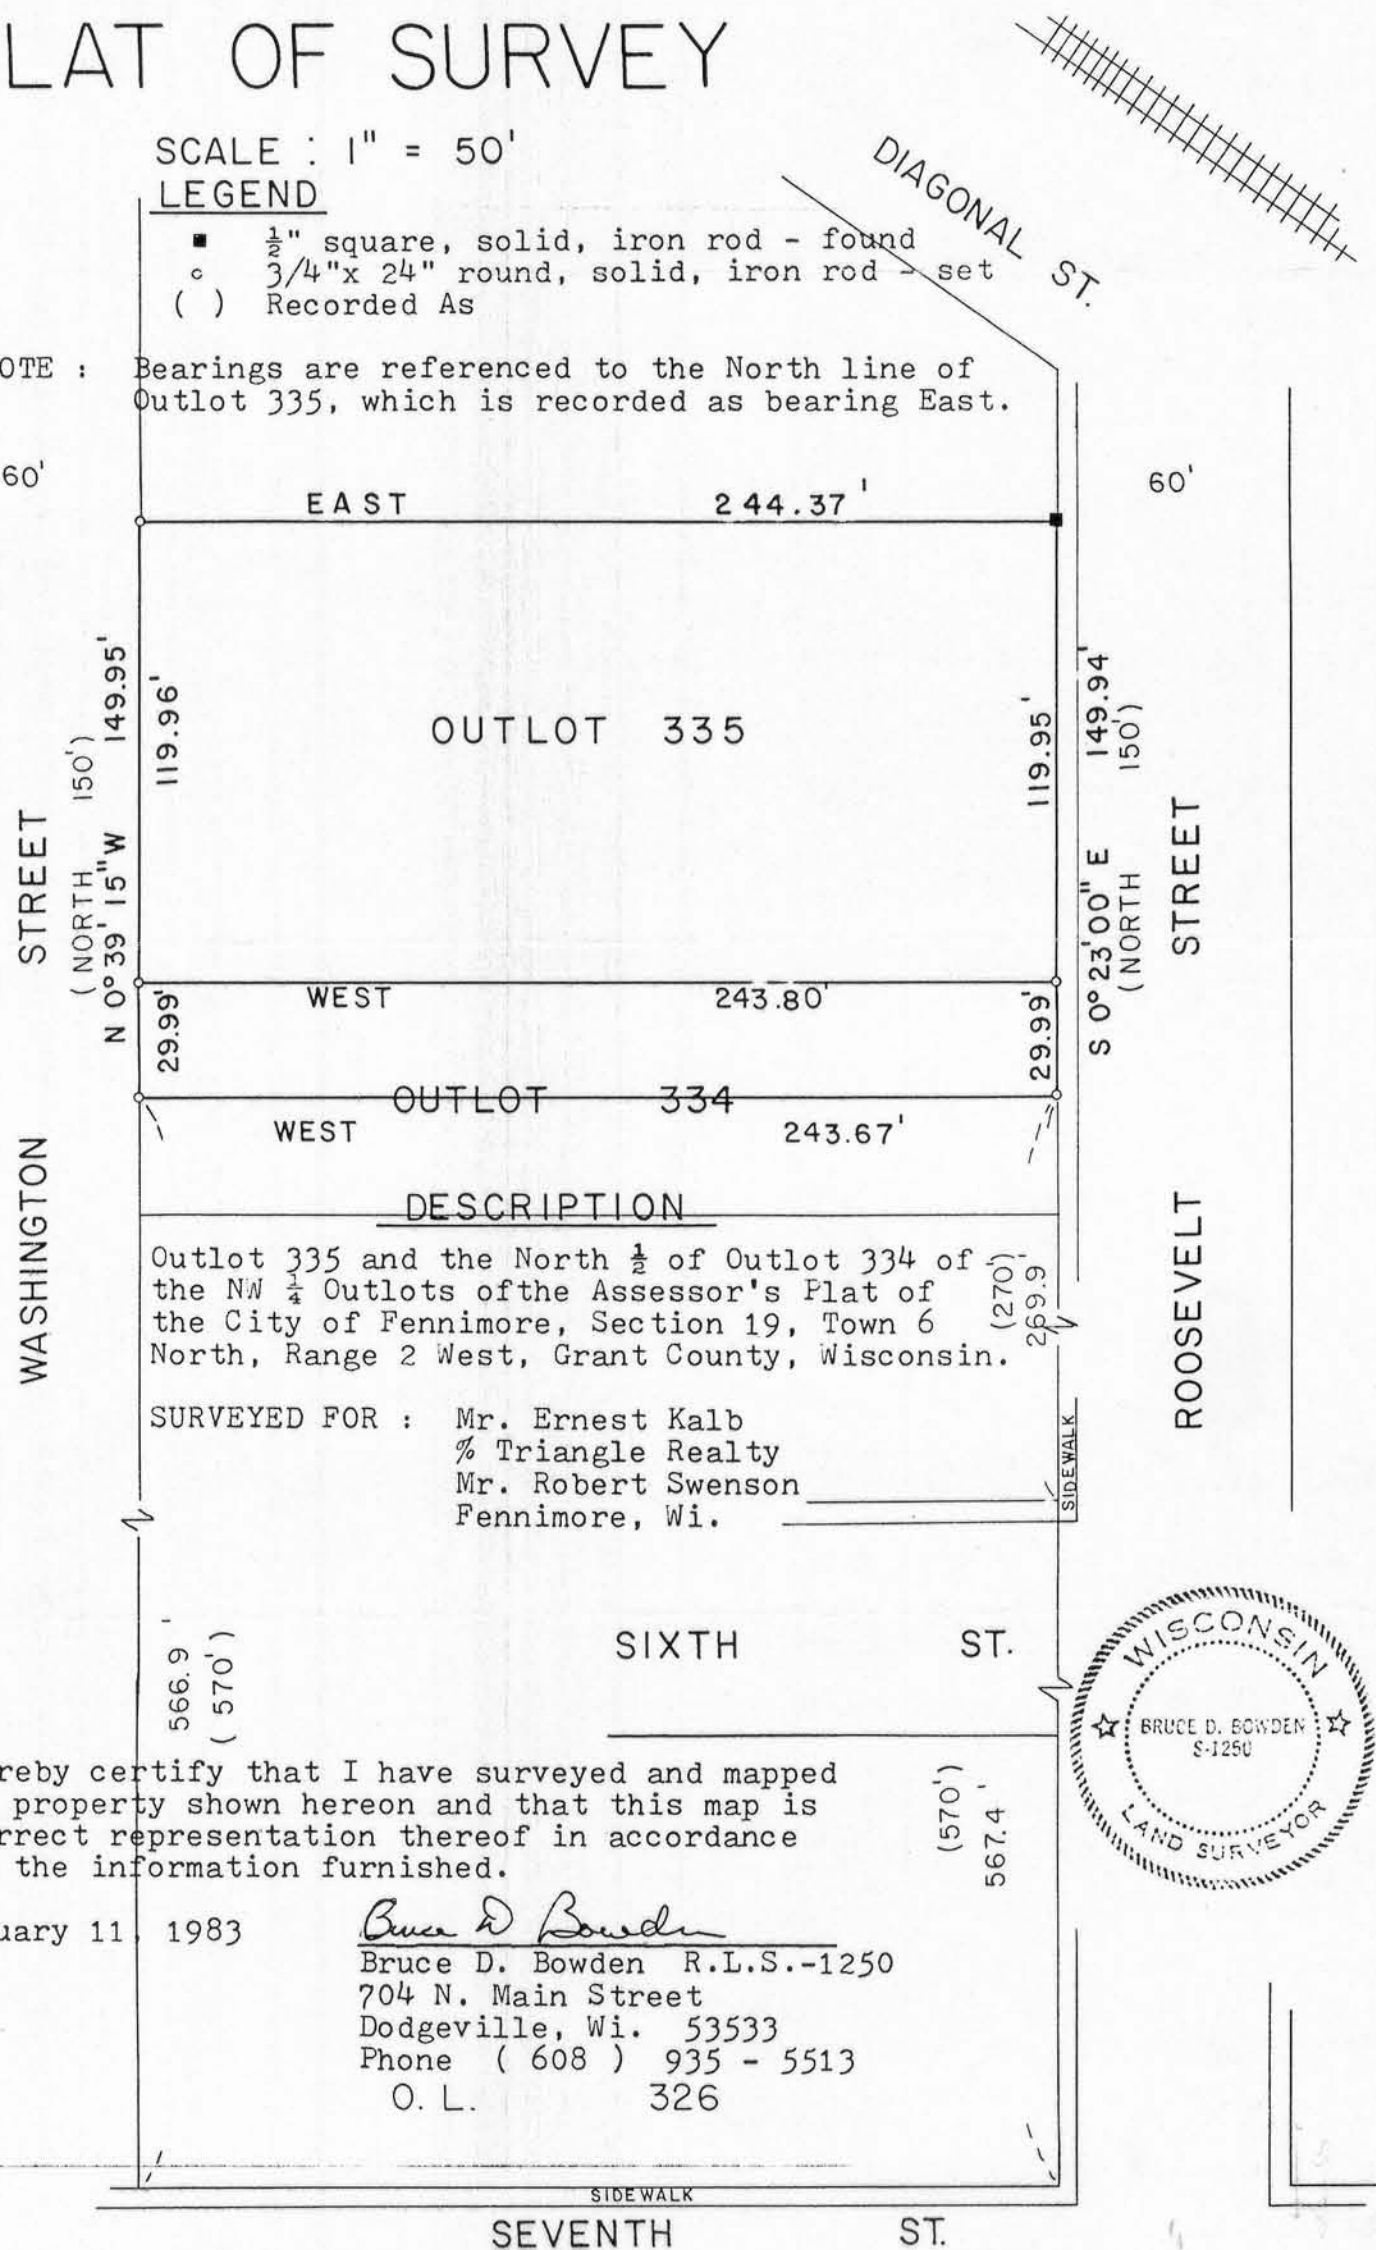 LAT OF SURVEY
SCALE : 1" = 50'
LEGEND
½" square, solid, iron rod - found
3/4"x 24" round, solid, iron rod - set
( ) Recorded As
DIAGONAL ST.
OTE : Bearings are referenced to the North line of
Outlot 335, which is recorded as bearing East.
60'
60'
EAST 244.37'
N 0°39'15"W 149.95'
(NORTH 150')
119.96'
OUTLOT 335
119.95'
S 0°23'00"E 149.94'
(NORTH 150')
WASHINGTON STREET
ROOSEVELT STREET
WEST 243.80'
29.99'
29.99'
OUTLOT 334
WEST 243.67'
DESCRIPTION
Outlot 335 and the North ½ of Outlot 334 of
the NW ¼ Outlots ofthe Assessor's Plat of
the City of Fennimore, Section 19, Town 6
North, Range 2 West, Grant County, Wisconsin.
(270)'
269.9'
SURVEYED FOR : Mr. Ernest Kalb
% Triangle Realty
Mr. Robert Swenson
Fennimore, Wi.
SIDEWALK
566.9'
(570')
SIXTH ST.
WISCONSIN
BRUCE D. BOWDEN
S-1250
LAND SURVEYOR
reby certify that I have surveyed and mapped
property shown hereon and that this map is
rrect representation thereof in accordance
the information furnished.
(570')
567.4'
uary 11, 1983
Bruce D Bowden
Bruce D. Bowden R.L.S.-1250
704 N. Main Street
Dodgeville, Wi. 53533
Phone ( 608 ) 935 - 5513
O. L. 326
SIDEWALK
SEVENTH ST.